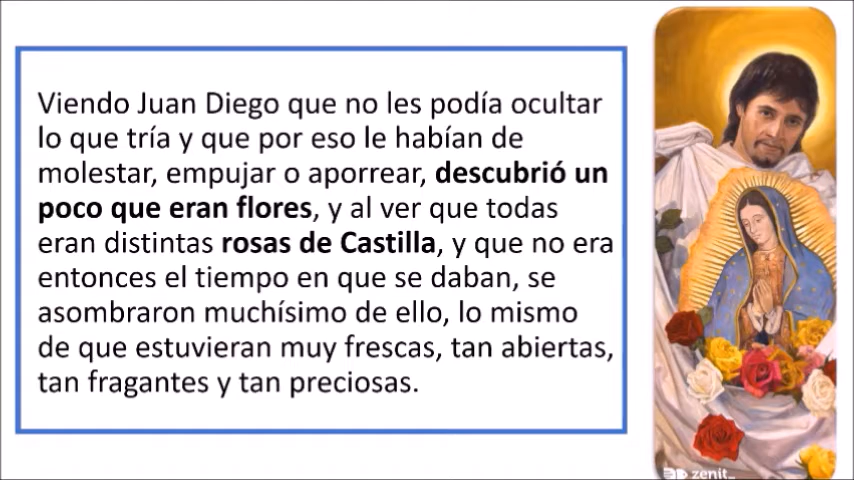 Viendo Juan Diego que no les podía ocultar
lo que tría y que por eso le habían de
molestar, empujar o aporrear, descubrió un
poco que eran flores, y al ver que todas
eran distintas rosas de Castilla, y que no era
entonces el tiempo en que se daban, se
asombraron muchísimo de ello, lo mismo
de que estuvieran muy frescas, tan abiertas,
tan fragantes y tan preciosas.
zenit_